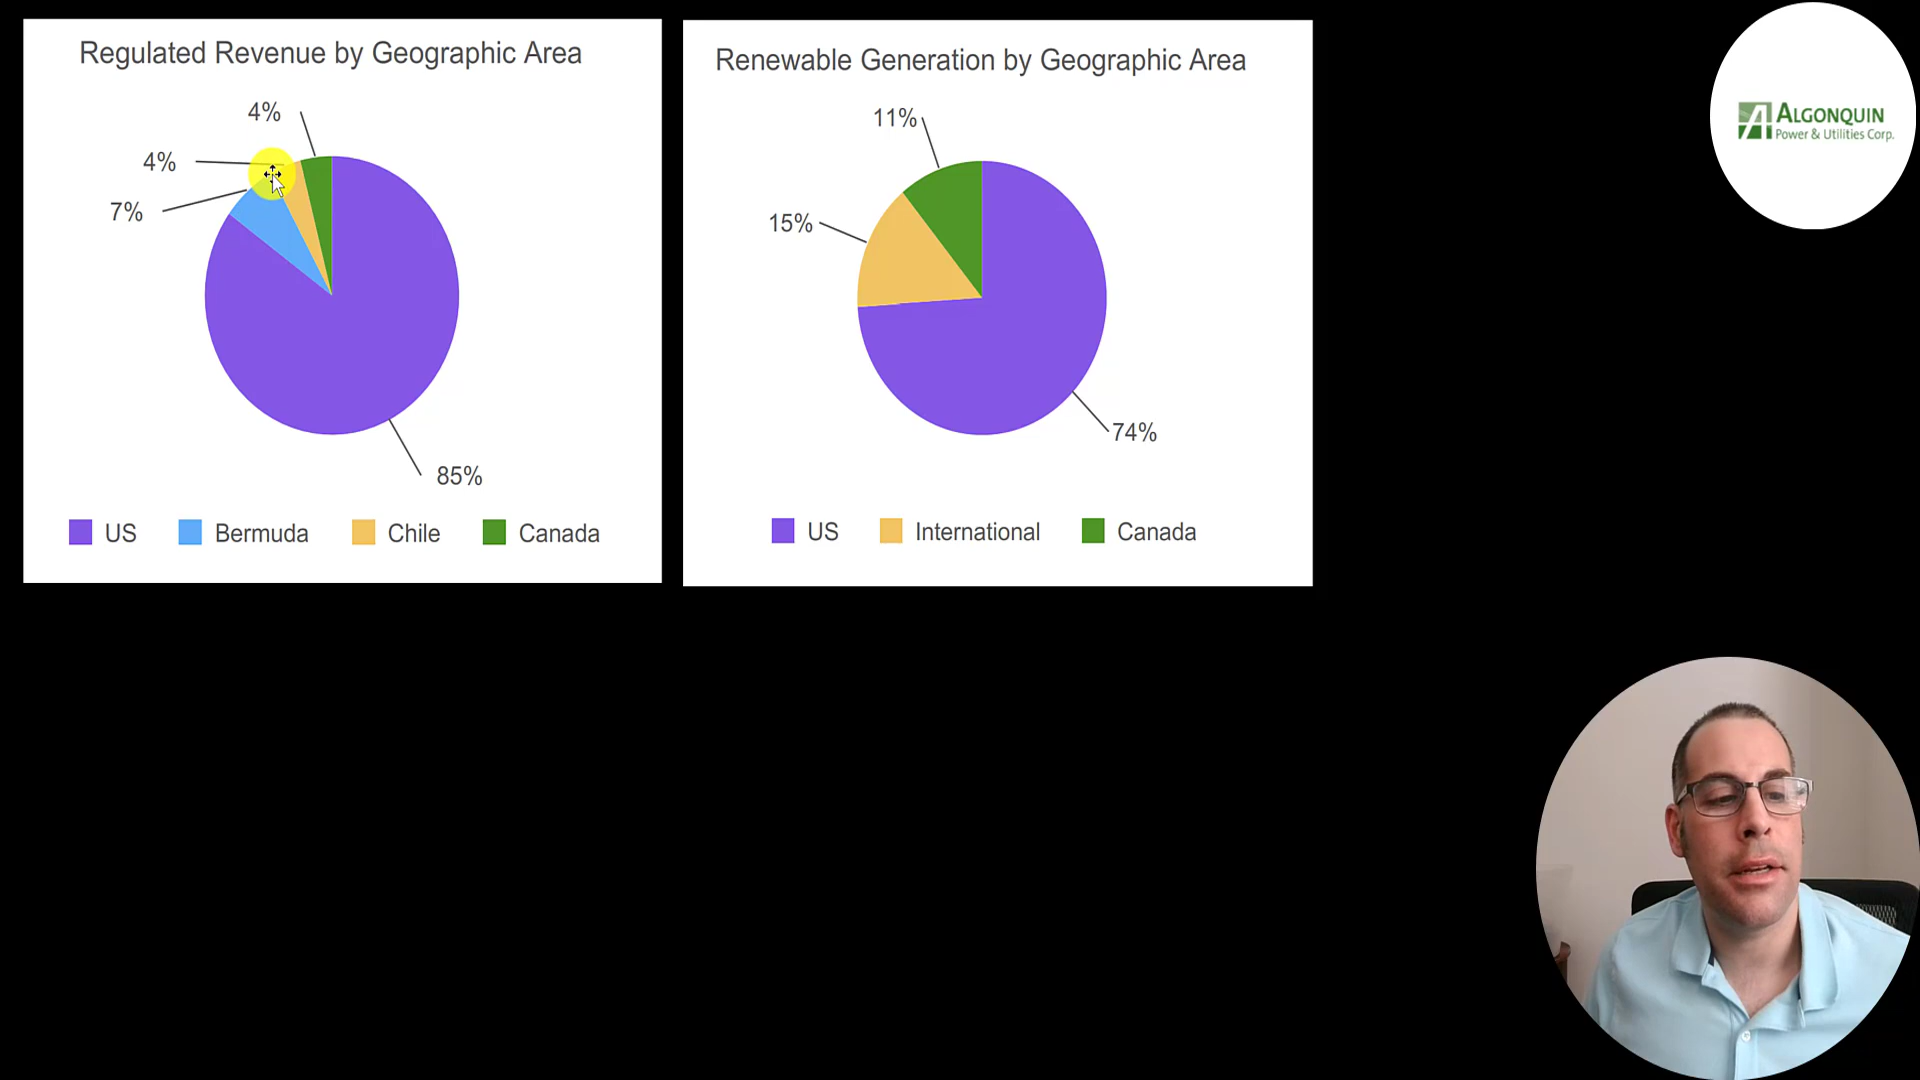 Regulated Revenue by Geographic Area
4%
4%
7%
85%
US Bermuda Chile Canada
Renewable Generation by Geographic Area
11%
15%
74%
US International Canada
ALGONQUIN
Power & Utilities Corp.